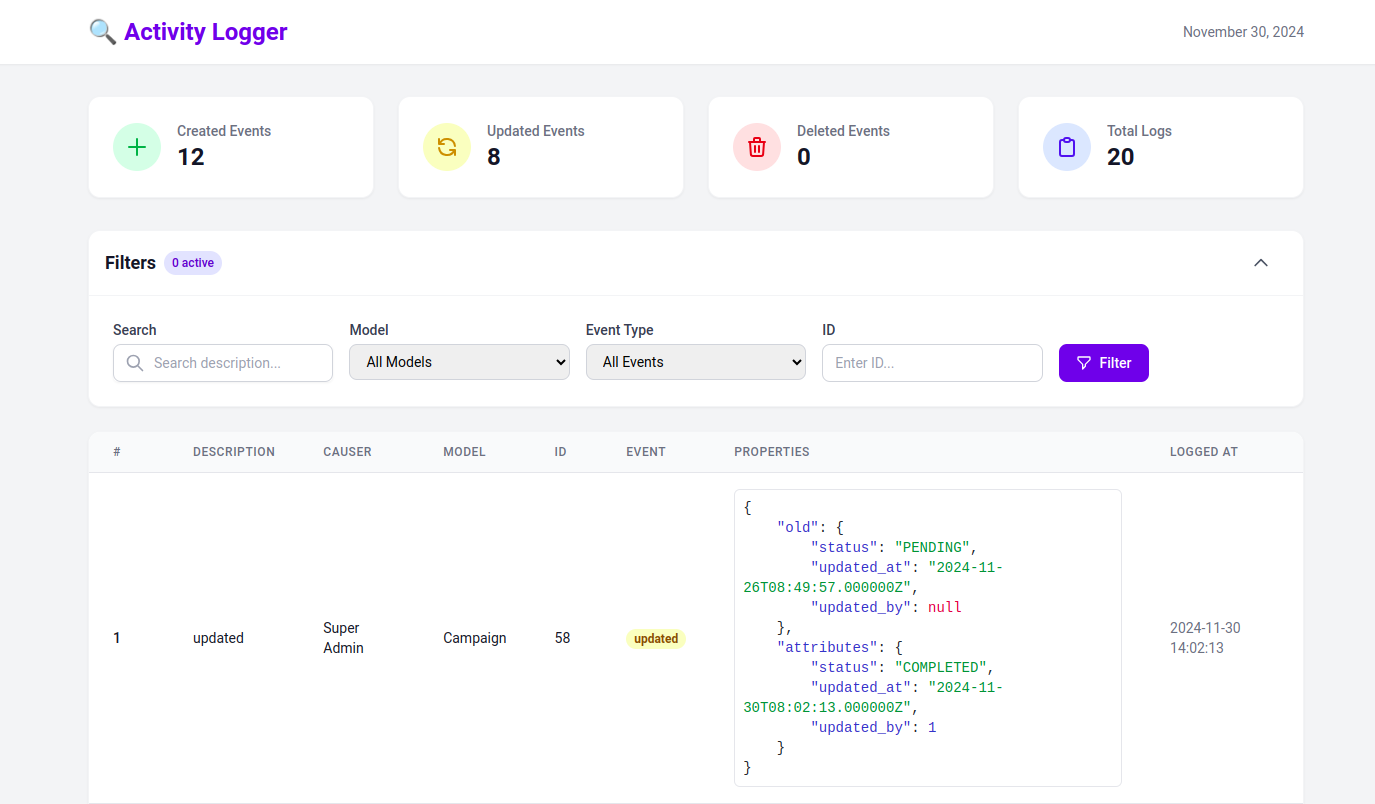 🔍 Activity Logger
November 30, 2024
Created Events
12
Updated Events
8
Deleted Events
0
Total Logs
20
Filters 0 active
Search
Search description...
Model
All Models
Event Type
All Events
ID
Enter ID...
Filter
# DESCRIPTION CAUSER MODEL ID EVENT PROPERTIES LOGGED AT
1
updated
Super
Admin
Campaign
58
updated
{
    "old": {
        "status": "PENDING",
        "updated_at": "2024-11-
26T08:49:57.000000Z",
        "updated_by": null
    },
    "attributes": {
        "status": "COMPLETED",
        "updated_at": "2024-11-
30T08:02:13.000000Z",
        "updated_by": 1
    }
}
2024-11-30
14:02:13